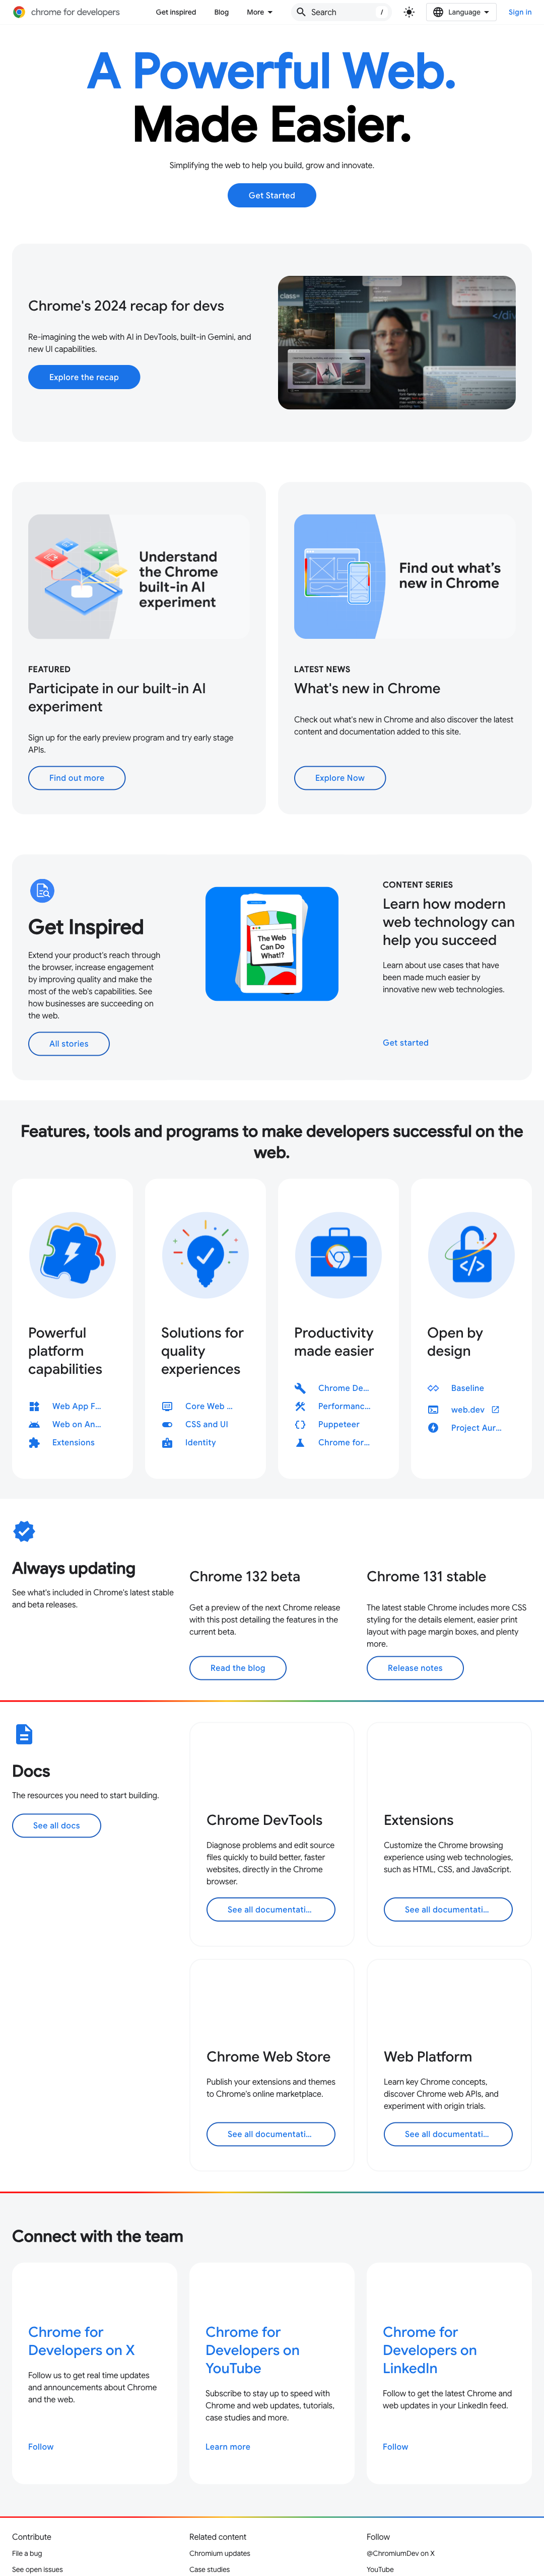 chrome for developers
Get inspired
Blog
More
Search
/
Language
Sign in
A Powerful Web.
Made Easier.
Simplifying the web to help you build, grow and innovate.
Get Started
Chrome's 2024 recap for devs
Re-imagining the web with AI in DevTools, built-in Gemini, and
new UI capabilities.
Explore the recap
class=
</div
Understand
the Chrome
built-in AI
experiment
FEATURED
Participate in our built-in AI
experiment
Sign up for the early preview program and try early stage
APIs.
Find out more
Find out what's
new in Chrome
LATEST NEWS
What's new in Chrome
Check out what's new in Chrome and also discover the latest
content and documentation added to this site.
Explore Now
Get Inspired
Extend your product's reach through
the browser, increase engagement
by improving quality and make the
most of the web's capabilities. See
how businesses are succeeding on
the web.
All stories
The Web
Can Do
What!?
CONTENT SERIES
Learn how modern
web technology can
help you succeed
Learn about use cases that have
been made much easier by
innovative new web technologies.
Get started
Features, tools and programs to make developers successful on the
web.
Powerful
platform
capabilities
Web App F...
Web on An...
Extensions
Solutions for
quality
experiences
Core Web ...
CSS and UI
Identity
Productivity
made easier
Chrome De...
Performanc...
Puppeteer
Chrome for...
</>
Open by
design
Baseline
web.dev
Project Aur...
Always updating
See what's included in Chrome's latest stable
and beta releases.
Chrome 132 beta
Get a preview of the next Chrome release
with this post detailing the features in the
current beta.
Read the blog
Chrome 131 stable
The latest stable Chrome includes more CSS
styling for the details element, easier print
layout with page margin boxes, and plenty
more.
Release notes
Docs
The resources you need to start building.
See all docs
Chrome DevTools
Diagnose problems and edit source
files quickly to build better, faster
websites, directly in the Chrome
browser.
See all documentati...
Extensions
Customize the Chrome browsing
experience using web technologies,
such as HTML, CSS, and JavaScript.
See all documentati...
Chrome Web Store
Publish your extensions and themes
to Chrome's online marketplace.
See all documentati...
Web Platform
Learn key Chrome concepts,
discover Chrome web APIs, and
experiment with origin trials.
See all documentati...
Connect with the team
Chrome for
Developers on X
Follow us to get real time updates
and announcements about Chrome
and the web.
Follow
Chrome for
Developers on
YouTube
Subscribe to stay up to speed with
Chrome and web updates, tutorials,
case studies and more.
Learn more
Chrome for
Developers on
LinkedIn
Follow to get the latest Chrome and
web updates in your LinkedIn feed.
Follow
Contribute
File a bug
See open issues
Related content
Chromium updates
Case studies
Follow
@ChromiumDev on X
YouTube